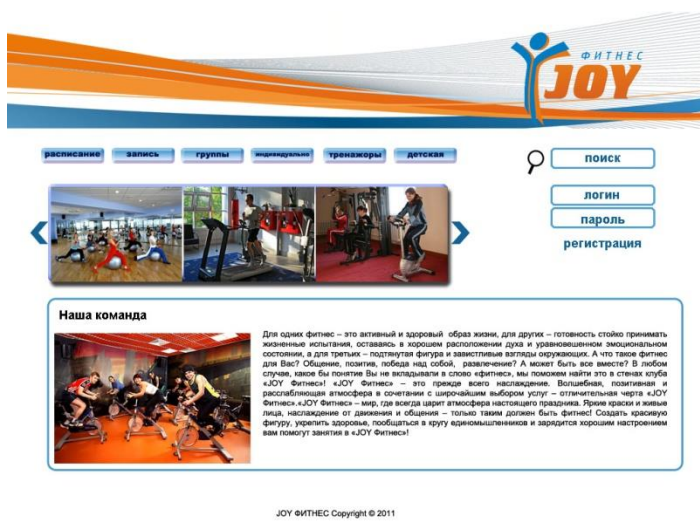 ФИТНЕС
JOY
расписание запись группы индивидуально тренажоры детская
поиск
логин
пароль
регистрация
Наша команда
Для одних фитнес – это активный и здоровый образ жизни, для других – готовность стойко принимать
жизненные испытания, оставаясь в хорошем расположении духа и уравновешенном эмоциональном
состоянии, а для третьих – подтянутая фигура и завистливые взгляды окружающих. А что такое фитнес
для Вас? Общение, позитив, победа над собой, развлечение? А может быть все вместе? В любом
случае, какое бы понятие Вы не вкладывали в слово «фитнес», мы поможем найти это в стенах клуба
«JOY Фитнес»! «JOY Фитнес» – это прежде всего наслаждение. Волшебная, позитивная и
расслабляющая атмосфера в сочетании с широчайшим выбором услуг – отличительная черта «JOY
Фитнес».«JOY Фитнес» – мир, где всегда царит атмосфера настоящего праздника. Яркие краски и живые
лица, наслаждение от движения и общения – только таким должен быть фитнес! Создать красивую
фигуру, укрепить здоровье, пообщаться в кругу единомышленников и зарядится хорошим настроением
вам помогут занятия в «JOY Фитнес»!
JOY ФИТНЕС Copyright © 2011